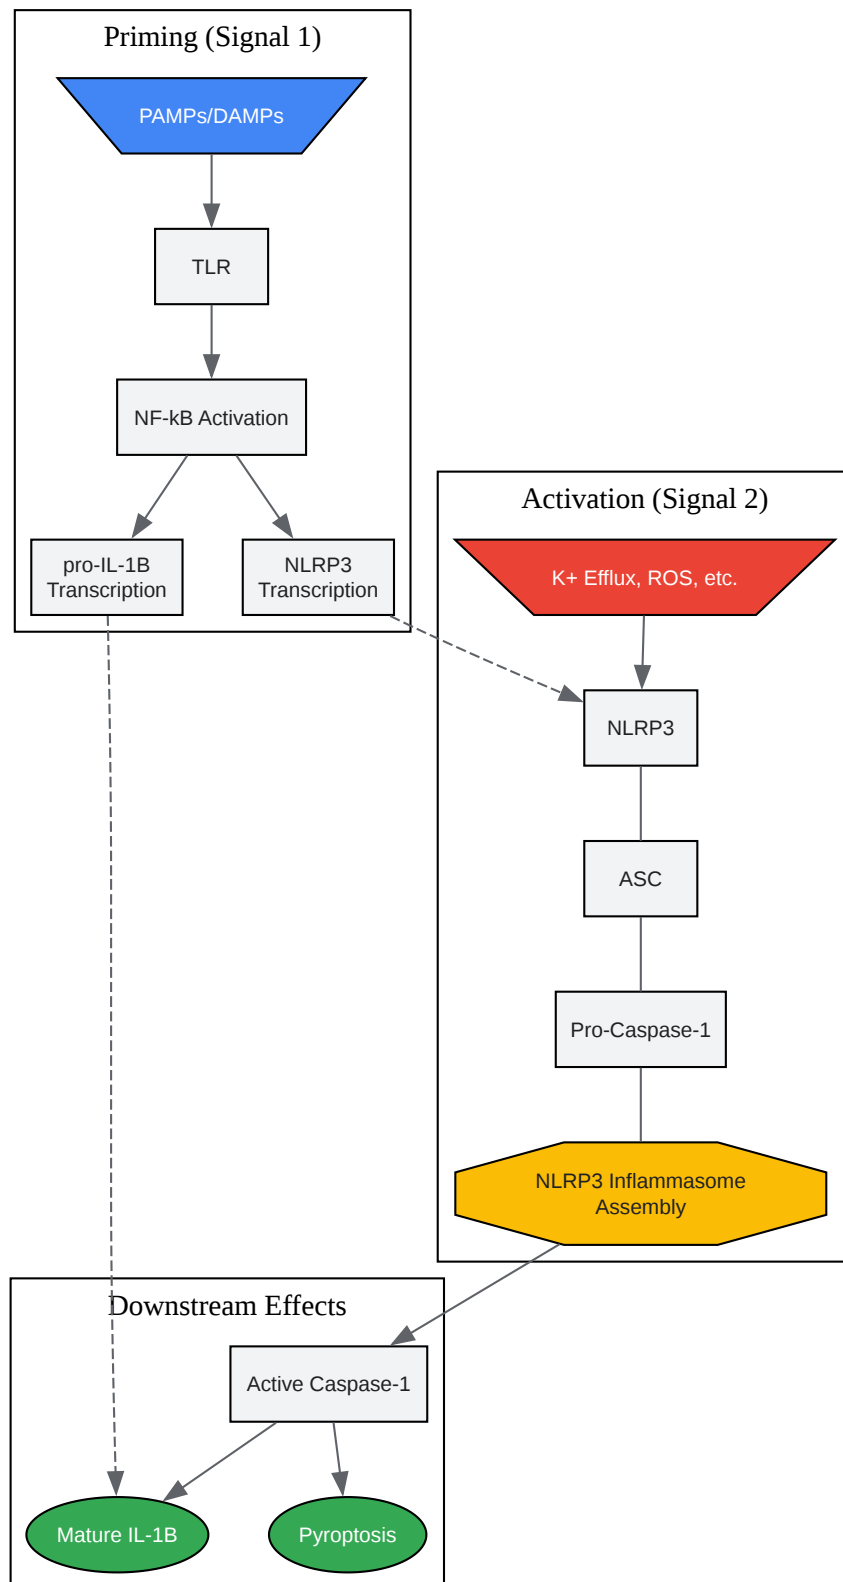 Priming (Signal 1)
PAMPs/DAMPs
TLR
NF-kB Activation
pro-IL-1B
Transcription
NLRP3
Transcription
Activation (Signal 2)
K+ Efflux, ROS, etc.
NLRP3
ASC
Pro-Caspase-1
NLRP3 Inflammasome
Assembly
Downstream Effects
Active Caspase-1
Mature IL-1B
Pyroptosis